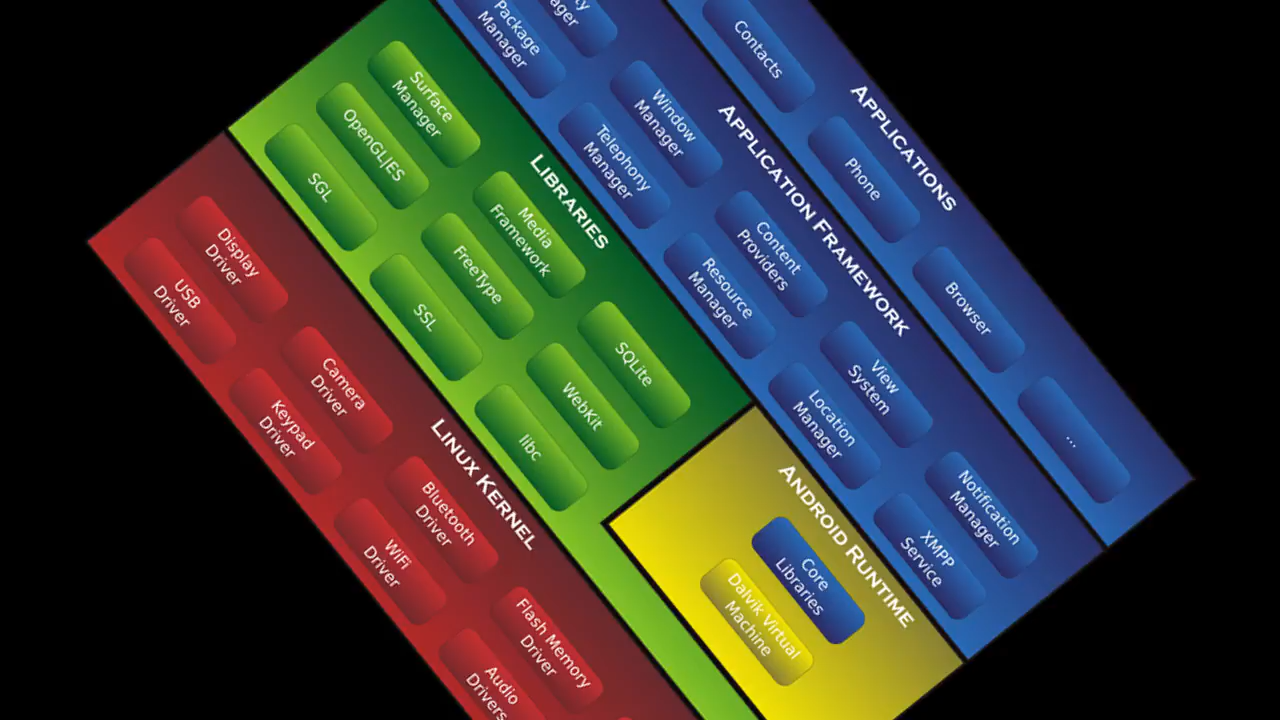 APPLICATIONS
Contacts
Phone
Browser
...
APPLICATION FRAMEWORK
Window
Manager
Content
Providers
View
System
Notification
Manager
Package
Manager
Telephony
Manager
Resource
Manager
Location
Manager
XMPP
Service
LIBRARIES
Surface
Manager
Media
Framework
SQLite
OpenGL|ES
FreeType
WebKit
SGL
SSL
libc
ANDROID RUNTIME
Core
Libraries
Dalvik Virtual
Machine
LINUX KERNEL
Display
Driver
Camera
Driver
Bluetooth
Driver
Flash Memory
Driver
USB
Driver
Keypad
Driver
WiFi
Driver
Audio
Drivers